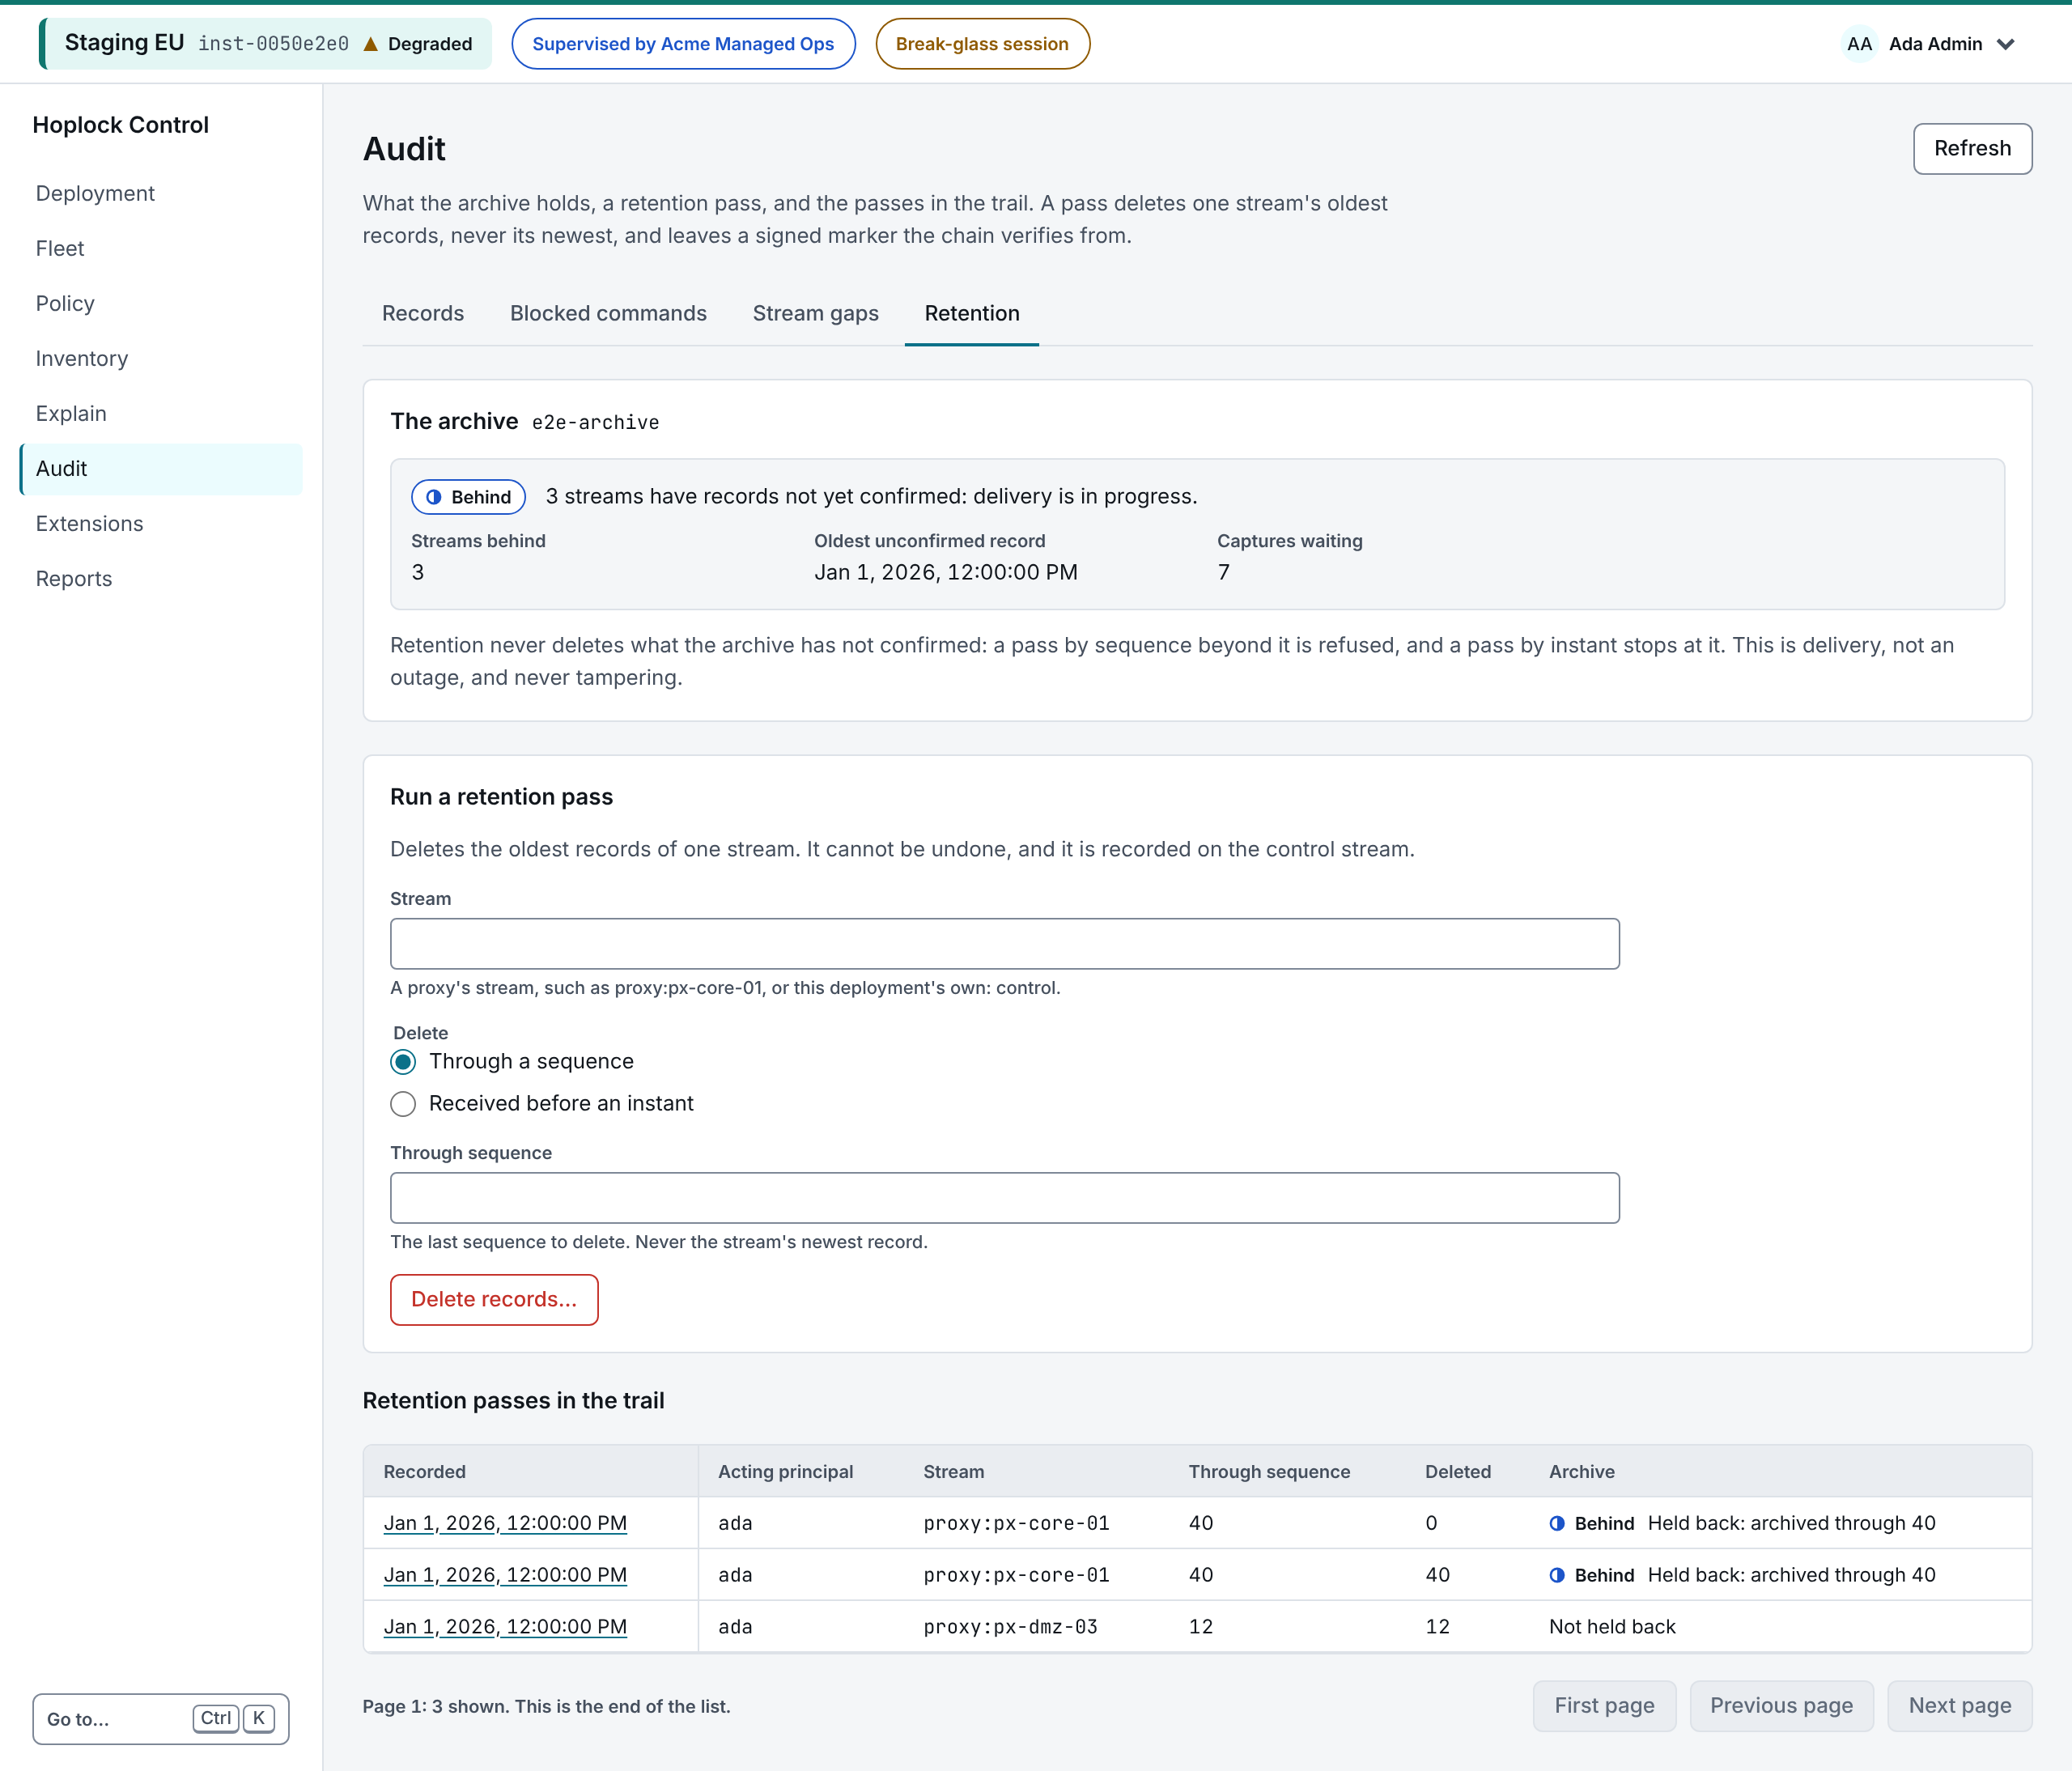 Staging EU inst-0050e2e0 Degraded Supervised by Acme Managed Ops Break-glass session AA Ada Admin
Hoplock Control
Deployment
Fleet
Policy
Inventory
Explain
Audit
Extensions
Reports
Go to... Ctrl K
Audit
Refresh
What the archive holds, a retention pass, and the passes in the trail. A pass deletes one stream's oldest
records, never its newest, and leaves a signed marker the chain verifies from.
Records Blocked commands Stream gaps Retention
The archive e2e-archive
Behind 3 streams have records not yet confirmed: delivery is in progress.
Streams behind Oldest unconfirmed record Captures waiting
3 Jan 1, 2026, 12:00:00 PM 7
Retention never deletes what the archive has not confirmed: a pass by sequence beyond it is refused, and a pass by instant stops at it. This is delivery, not an
outage, and never tampering.
Run a retention pass
Deletes the oldest records of one stream. It cannot be undone, and it is recorded on the control stream.
Stream
A proxy's stream, such as proxy:px-core-01, or this deployment's own: control.
Delete
Through a sequence
Received before an instant
Through sequence
The last sequence to delete. Never the stream's newest record.
Delete records...
Retention passes in the trail
Recorded Acting principal Stream Through sequence Deleted Archive
Jan 1, 2026, 12:00:00 PM ada proxy:px-core-01 40 0 Behind Held back: archived through 40
Jan 1, 2026, 12:00:00 PM ada proxy:px-core-01 40 40 Behind Held back: archived through 40
Jan 1, 2026, 12:00:00 PM ada proxy:px-dmz-03 12 12 Not held back
Page 1: 3 shown. This is the end of the list. First page Previous page Next page